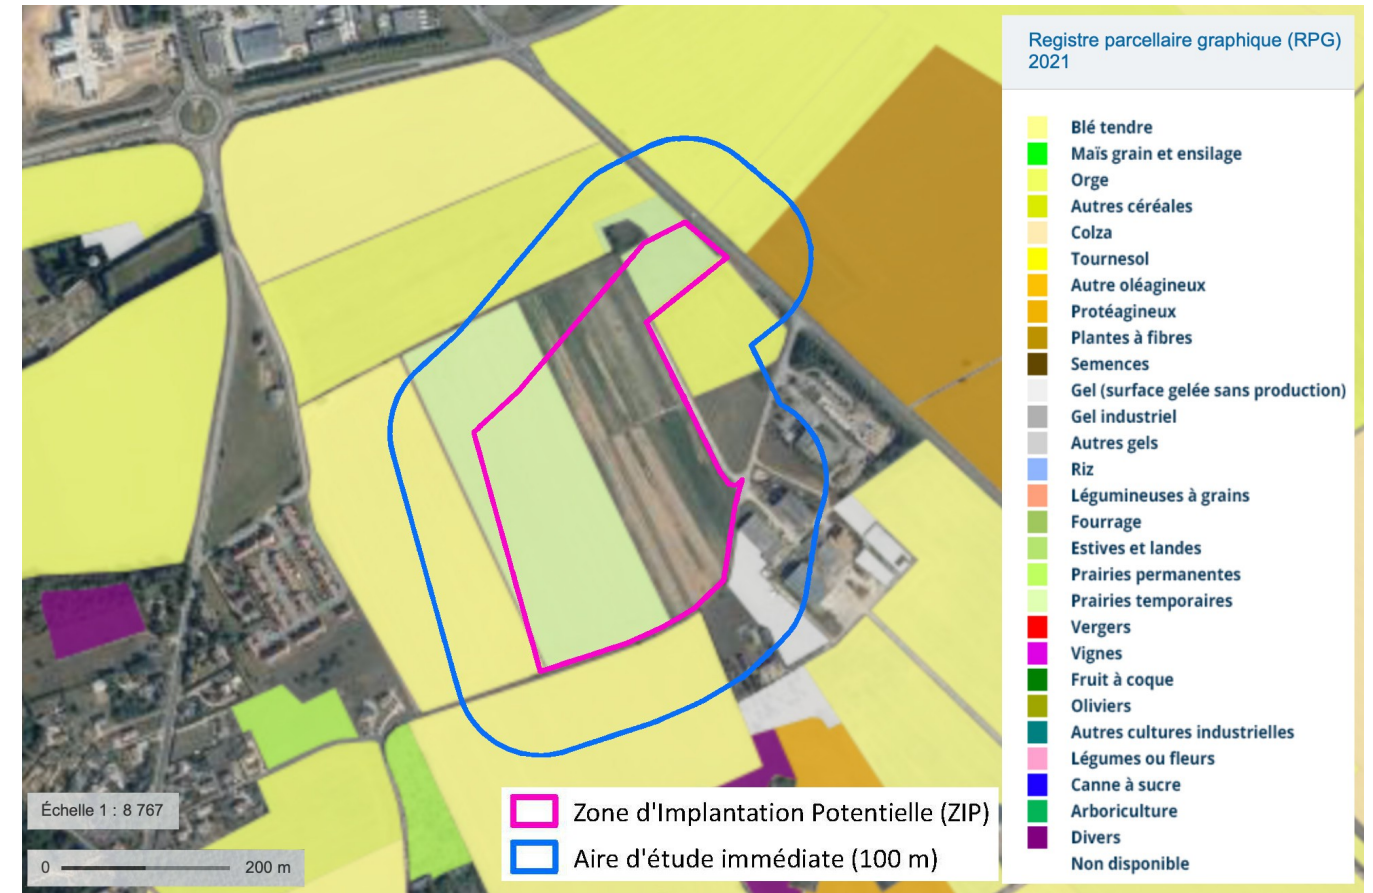 Registre parcellaire graphique (RPG)
2021
Blé tendre
Maïs grain et ensilage
Orge
Autres céréales
Colza
Tournesol
Autre oléagineux
Protéagineux
Plantes à fibres
Semences
Gel (surface gelée sans production)
Gel industriel
Autres gels
Riz
Légumineuses à grains
Fourrage
Estives et landes
Prairies permanentes
Prairies temporaires
Vergers
Vignes
Fruit à coque
Oliviers
Autres cultures industrielles
Légumes ou fleurs
Canne à sucre
Arboriculture
Divers
Non disponible
Échelle 1 : 8 767
0 200 m
Zone d'Implantation Potentielle (ZIP)
Aire d'étude immédiate (100 m)